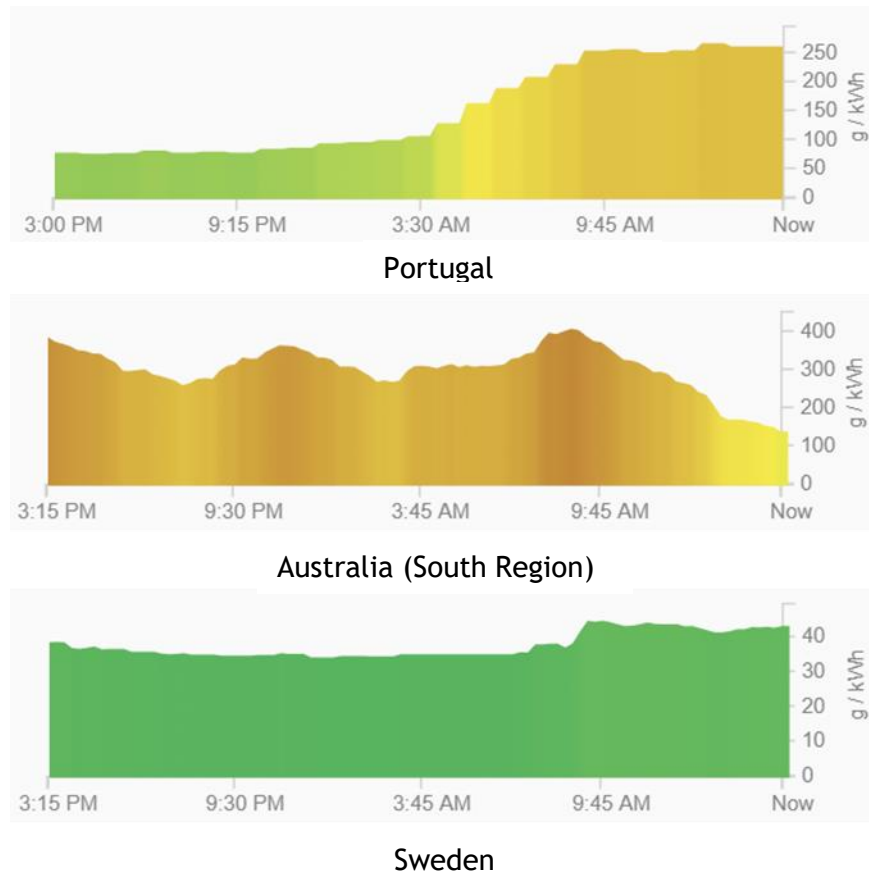 250
200
150
100
50
0
g / kWh
3:00 PM 9:15 PM 3:30 AM 9:45 AM Now
Portugal
400
300
200
100
0
g / kWh
3:15 PM 9:30 PM 3:45 AM 9:45 AM Now
Australia (South Region)
40
30
20
10
0
g / kWh
3:15 PM 9:30 PM 3:45 AM 9:45 AM Now
Sweden